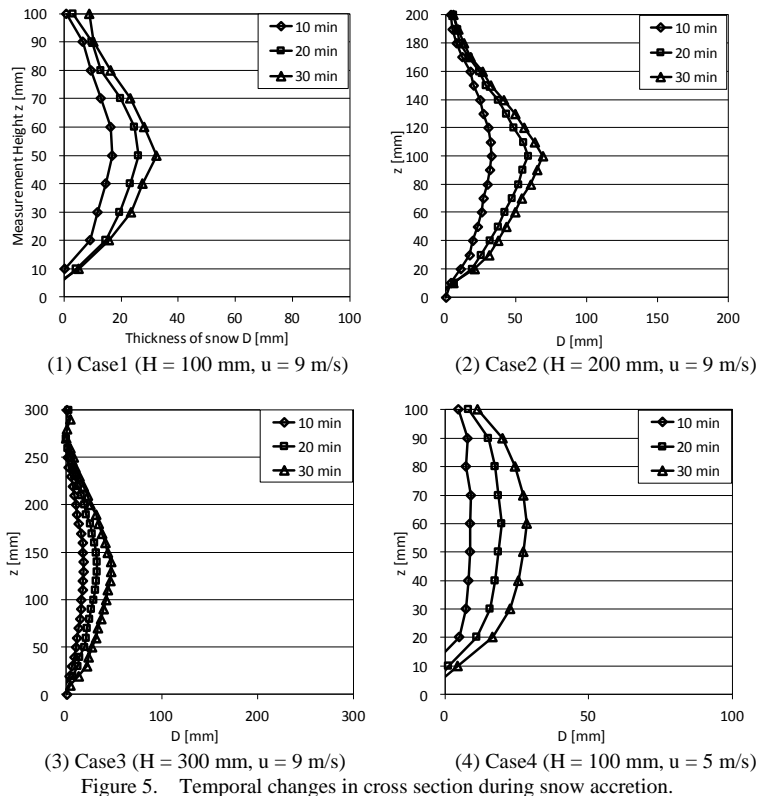 100
90
80
70
60
50
40
30
20
10
0
Measurement Height z [mm]
0 20 40 60 80 100
Thickness of snow D [mm]
10 min
20 min
30 min
(1) Case1 (H = 100 mm, u = 9 m/s)
200
180
160
140
120
100
80
60
40
20
0
z [mm]
0 50 100 150 200
D [mm]
10 min
20 min
30 min
(2) Case2 (H = 200 mm, u = 9 m/s)
300
250
200
150
100
50
0
z [mm]
0 100 200 300
D [mm]
10 min
20 min
30 min
(3) Case3 (H = 300 mm, u = 9 m/s)
100
90
80
70
60
50
40
30
20
10
0
z [mm]
0 50 100
D [mm]
10 min
20 min
30 min
(4) Case4 (H = 100 mm, u = 5 m/s)
Figure 5. Temporal changes in cross section during snow accretion.